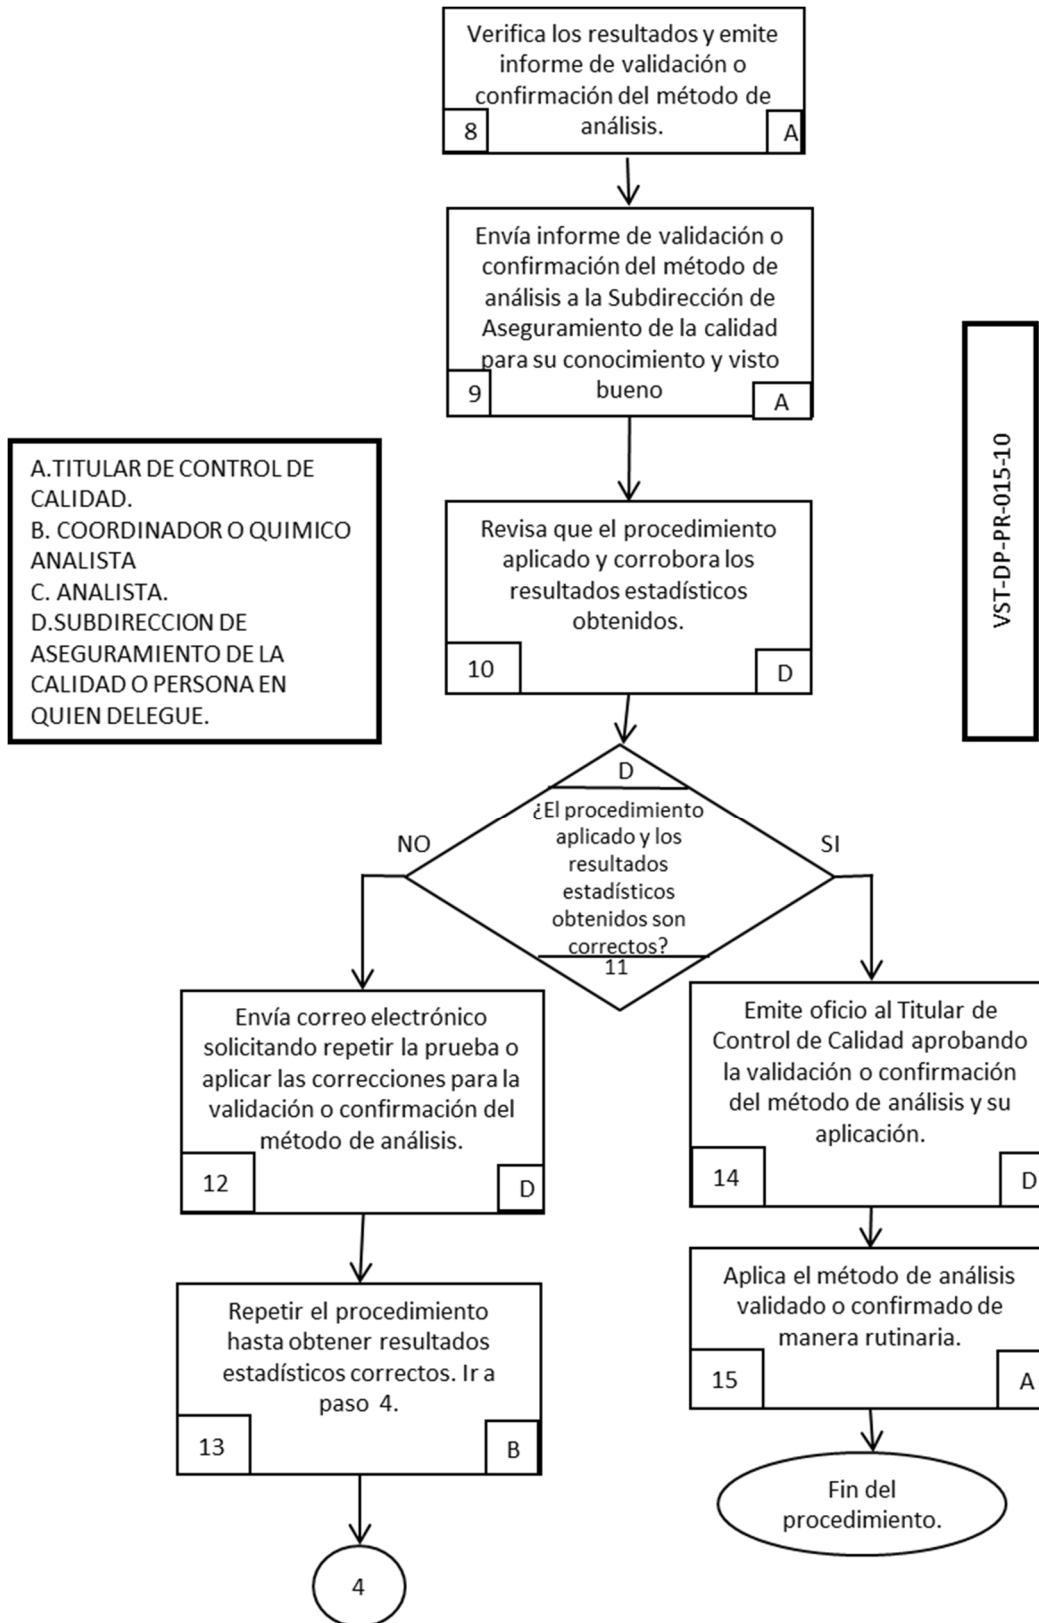 Verifica los resultados y emite
informe de validación o
confirmación del método de
análisis.
8
A
Envía informe de validación o
confirmación del método de
análisis a la Subdirección de
Aseguramiento de la calidad
para su conocimiento y visto
bueno
9
A
A.TITULAR DE CONTROL DE
CALIDAD.
B. COORDINADOR O QUIMICO
ANALISTA
C. ANALISTA.
D.SUBDIRECCION DE
ASEGURAMIENTO DE LA
CALIDAD O PERSONA EN
QUIEN DELEGUE.
VST-DP-PR-015-10
Revisa que el procedimiento
aplicado y corrobora los
resultados estadísticos
obtenidos.
10
D
D
¿El procedimiento
aplicado y los
resultados
estadísticos
obtenidos son
correctos?
11
NO
SI
Envía correo electrónico
solicitando repetir la prueba o
aplicar las correcciones para la
validación o confirmación del
método de análisis.
12
D
Emite oficio al Titular de
Control de Calidad aprobando
la validación o confirmación
del método de análisis y su
aplicación.
14
D
Repetir el procedimiento
hasta obtener resultados
estadísticos correctos. Ir a
paso 4.
13
B
Aplica el método de análisis
validado o confirmado de
manera rutinaria.
15
A
4
Fin del
procedimiento.